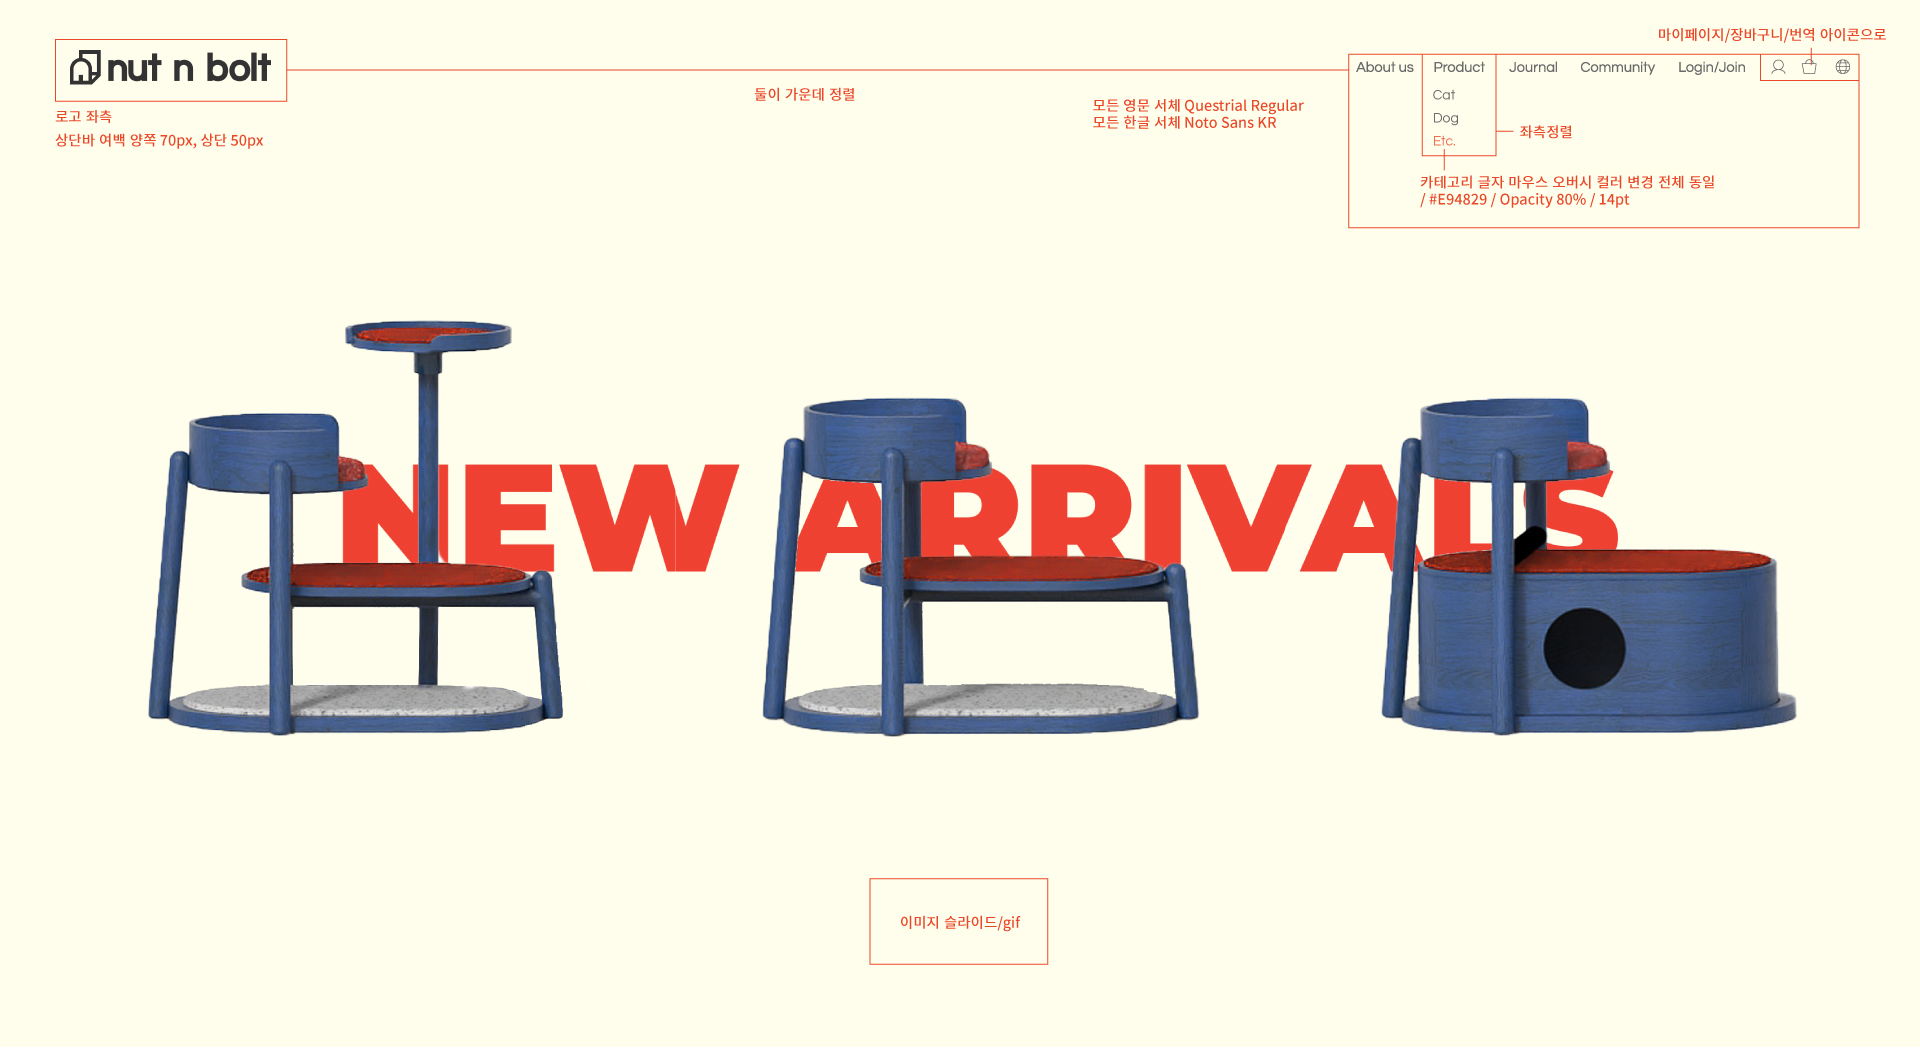 마이페이지/장바구니/번역 아이콘으로
nut n bolt
About us Product Journal Community Login/Join
Cat
Dog
Etc.
둘이 가운데 정렬
모든 영문 서체 Questrial Regular
모든 한글 서체 Noto Sans KR
로고 좌측
상단바 여백 양쪽 70px, 상단 50px
좌측정렬
카테고리 글자 마우스 오버시 컬러 변경 전체 동일
/ #E94829 / Opacity 80% / 14pt
NEW ARRIVALS
이미지 슬라이드/gif